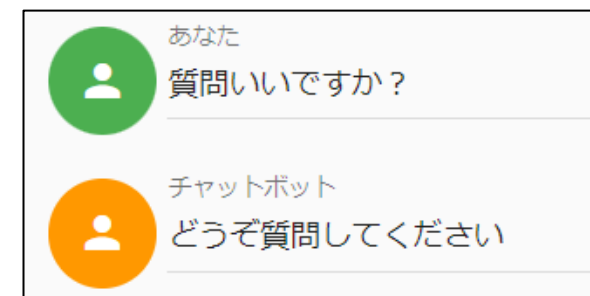 あなた
質問いいですか？
チャットボット
どうぞ質問してください